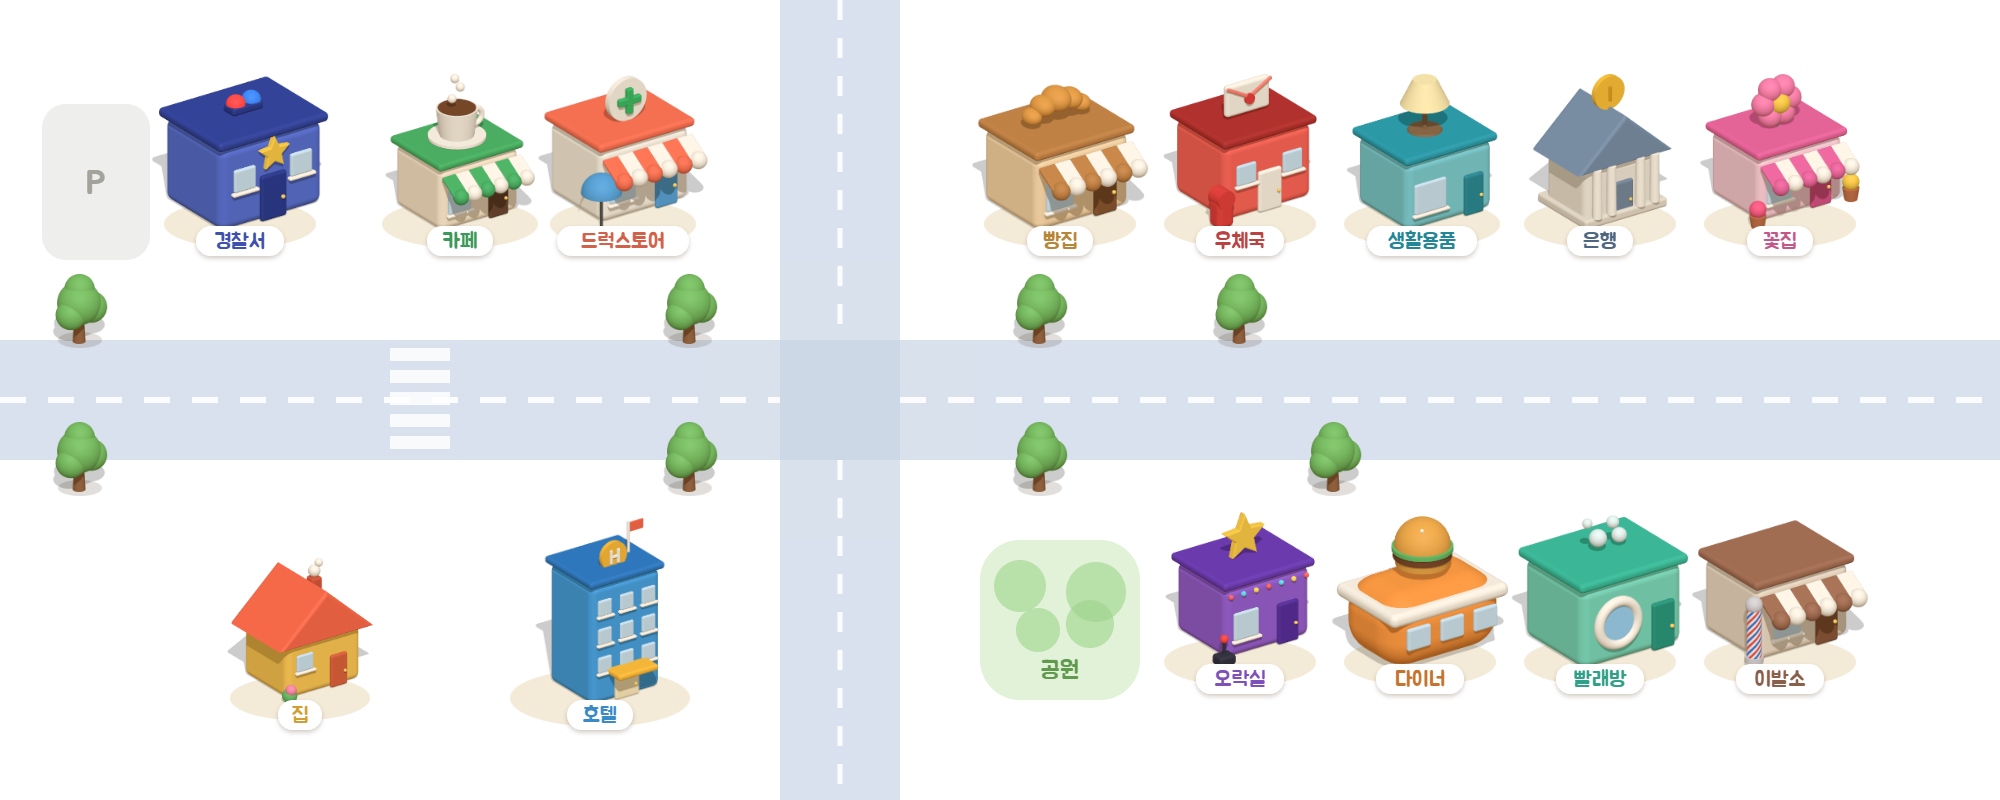 P
경찰서
카페
드럭스토어
빵집
우체국
생활용품
은행
꽃집
H
공원
오락실
다이너
빨래방
이발소
집
호텔